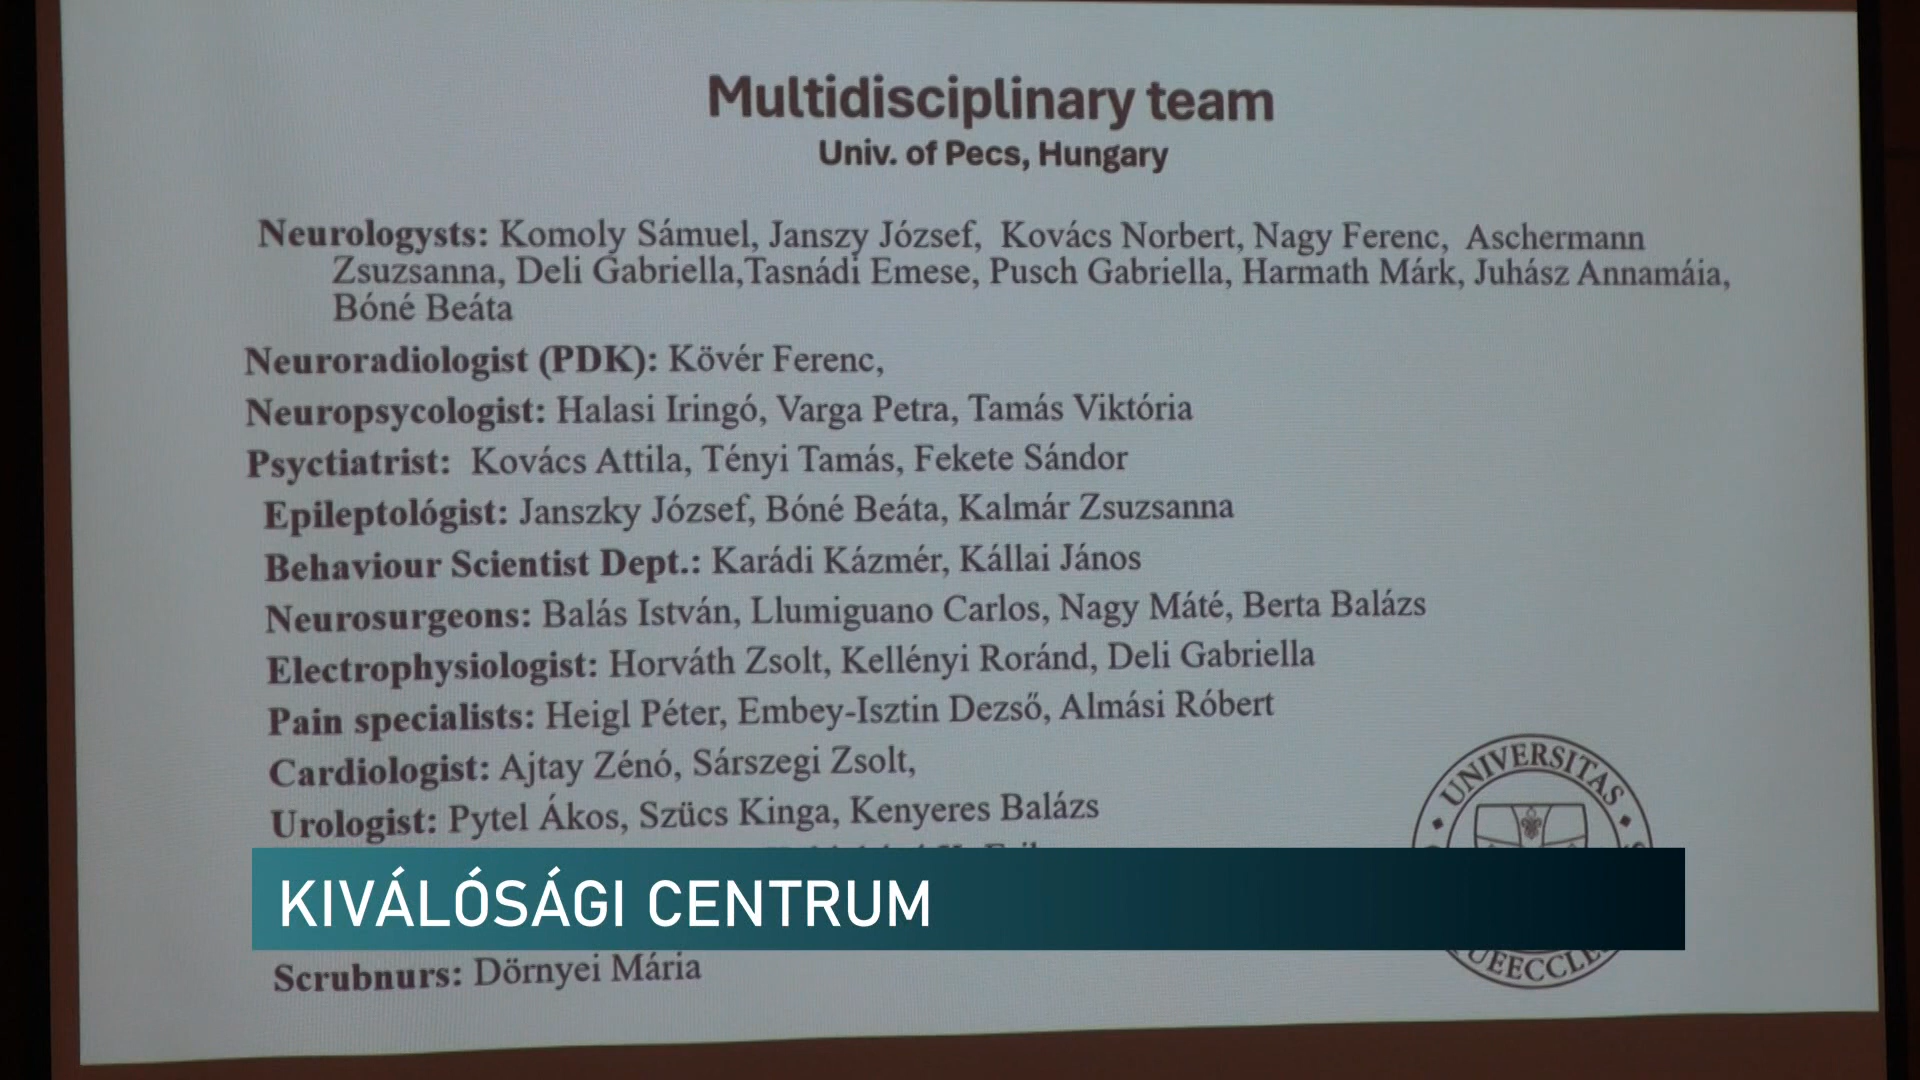 Multidisciplinary team
Univ. of Pecs, Hungary
Neurologysts: Komoly Sámuel, Janszy József, Kovács Norbert, Nagy Ferenc, Aschermann
Zsuzsanna, Deli Gabriella,Tasnádi Emese, Pusch Gabriella, Harmath Márk, Juhász Annamáia,
Bóné Beáta
Neuroradiologist (PDK): Kövér Ferenc,
Neuropsycologist: Halasi Iringó, Varga Petra, Tamás Viktória
Psyctiatrist: Kovács Attila, Tényi Tamás, Fekete Sándor
Epileptológist: Janszky József, Bóné Beáta, Kalmár Zsuzsanna
Behaviour Scientist Dept.: Karádi Kázmér, Kállai János
Neurosurgeons: Balás István, Llumiguano Carlos, Nagy Máté, Berta Balázs
Electrophysiologist: Horváth Zsolt, Kellényi Roránd, Deli Gabriella
Pain specialists: Heigl Péter, Embey-Isztin Dezső, Almási Róbert
Cardiologist: Ajtay Zénó, Sárszegi Zsolt,
Urologist: Pytel Ákos, Szücs Kinga, Kenyeres Balázs
UNIVERSITAS
KIVÁLÓSÁGI CENTRUM
Scrubnurs: Dörnyei Mária